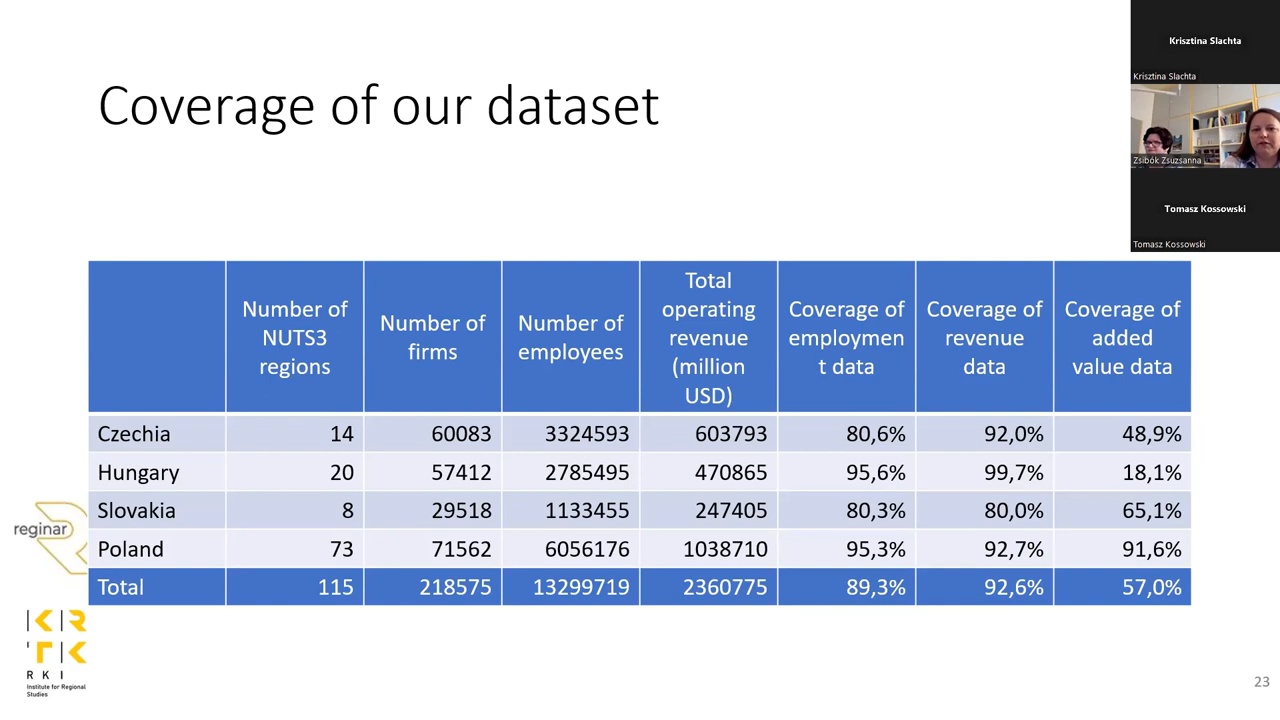 Coverage of our dataset
Krisztina Slachta
Krisztina Slachta
Zsibók Zsuzsanna
Tomasz Kossowski
Tomasz Kossowski
Number of
NUTS3
regions
Number of
firms
Number of
employees
Total
operating
revenue
(million
USD)
Coverage of
employmen
t data
Coverage of
revenue
data
Coverage of
added
value data
Czechia 14 60083 3324593 603793 80,6% 92,0% 48,9%
Hungary 20 57412 2785495 470865 95,6% 99,7% 18,1%
Slovakia 8 29518 1133455 247405 80,3% 80,0% 65,1%
Poland 73 71562 6056176 1038710 95,3% 92,7% 91,6%
Total 115 218575 13299719 2360775 89,3% 92,6% 57,0%
reginar
KR
TK
RKI
Institute for Regional
Studies
23